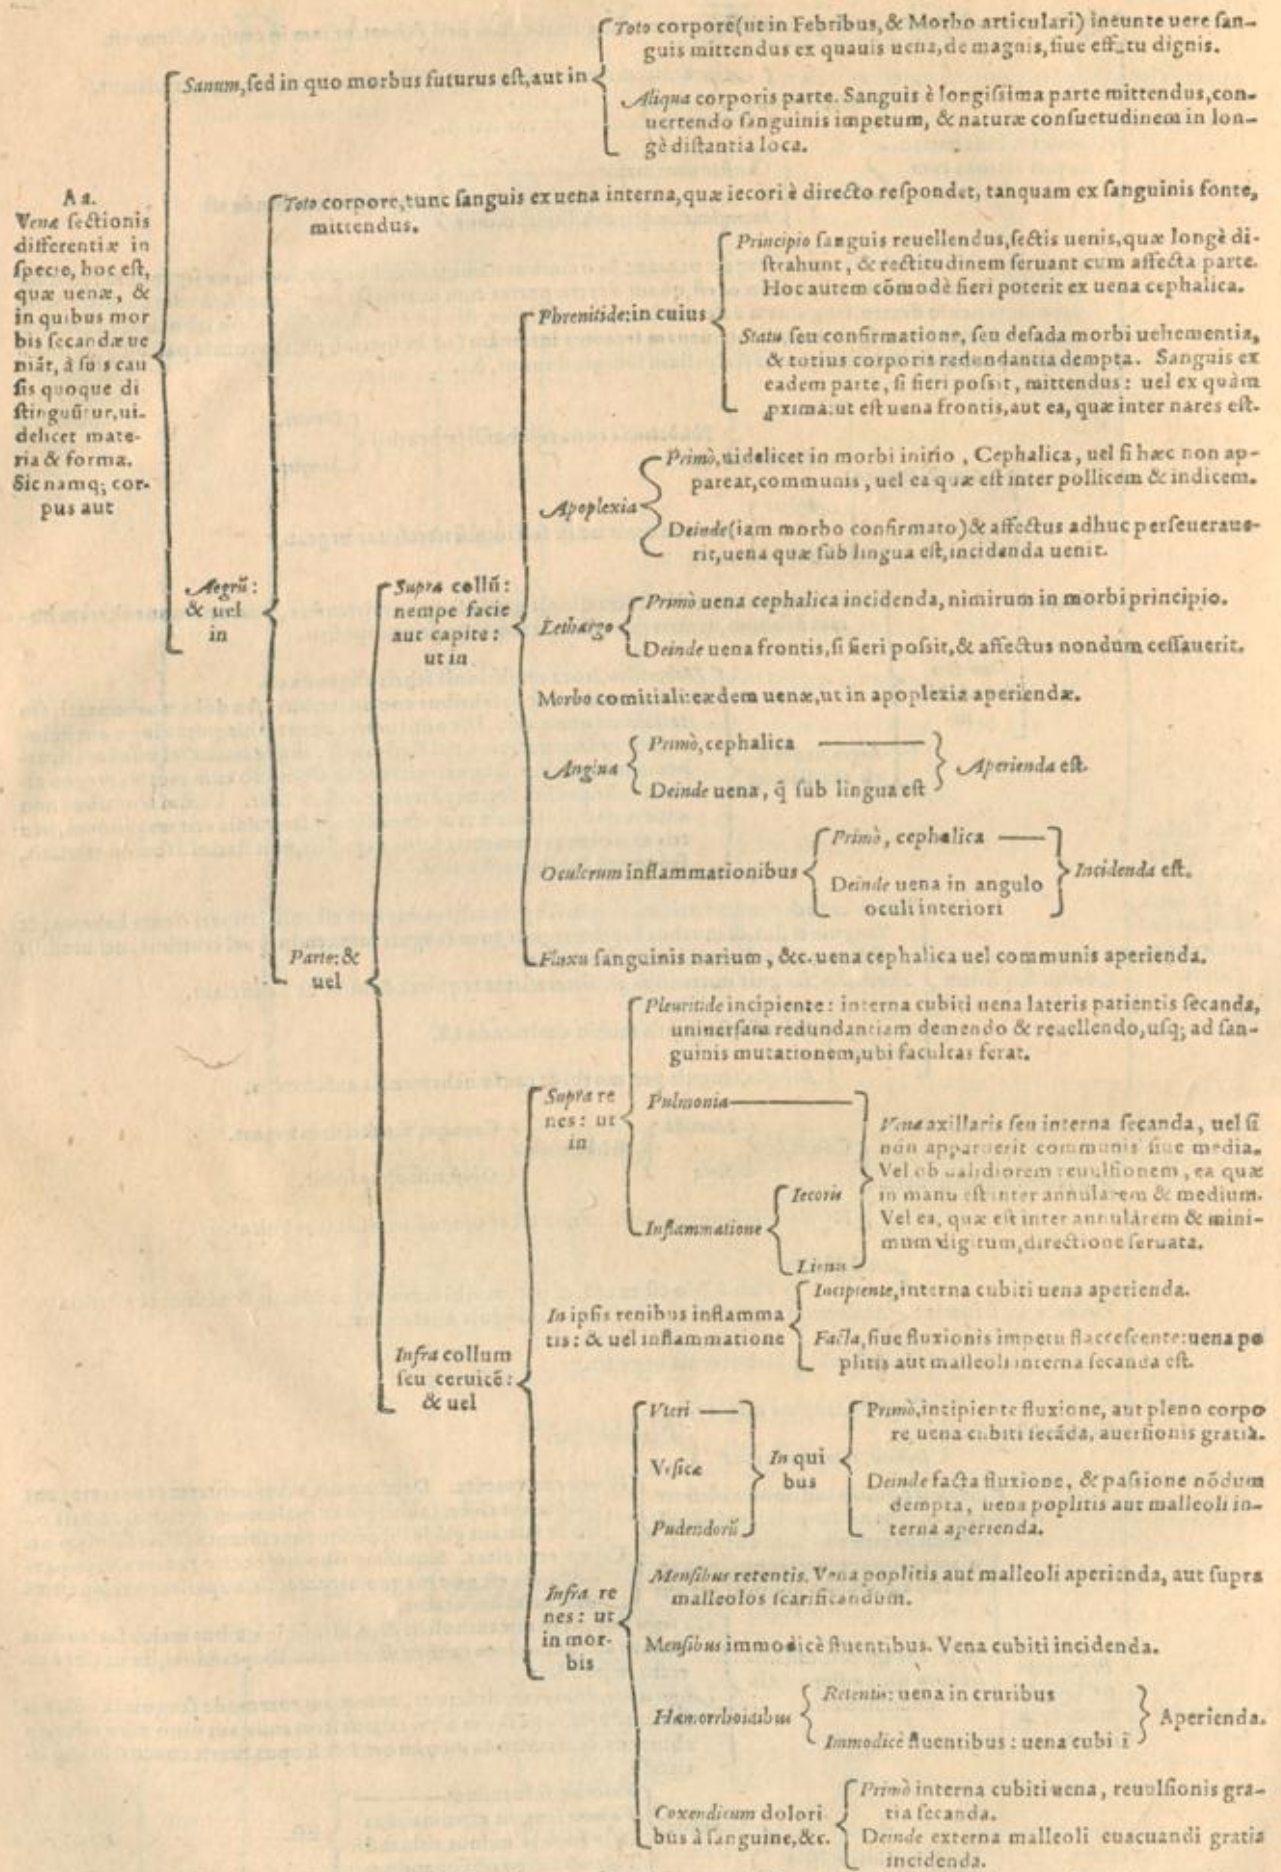 Toto corpore (ut in Febribus, & Morbo articulari) ineunte uere ſan-
guis mittendus ex quauis uena, de magnis, ſiue effatu dignis.
Sanum, ſed in quo morbus futurus eſt, aut in
Aliqua corporis parte. Sanguis è longiſsima parte mittendus, con-
uertendo ſanguinis impetum, & naturæ conſuetudinem in lon-
gè diſtantia loca.
A a.
Venæ ſectionis
differentiæ in
ſpecie, hoc eſt,
quæ uenæ, &
in quibus mor
bis ſecandæ ue
niāt, à ſuis cau
ſis quoque di
ſtinguūtur, ui-
delicet mate-
ria & forma.
Sic namq; cor-
pus aut
Aegrū:
& uel
in
Toto corpore, tunc ſanguis ex uena interna, quæ iecori è directo reſpondet, tanquam ex ſanguinis fonte,
mittendus.
Parte: &
uel
Supra collū:
nempe facie
aut capite:
ut in
Phrenitide: in cuius
Principio ſanguis reuellendus, ſectis uenis, quæ longè di-
ſtrahunt, & rectitudinem ſeruant cum affecta parte.
Hoc autem cōmodè fieri poterit ex uena cephalica.
Statu ſeu confirmatione, ſeu deſada morbi uehementia,
& totius corporis redundantia dempta. Sanguis ex
eadem parte, ſi fieri poſsit, mittendus: uel ex quàm
ꝓxima: ut eſt uena frontis, aut ea, quæ inter nares eſt.
Apoplexia
Primò, uidelicet in morbi initio, Cephalica, uel ſi hæc non ap-
pareat, communis, uel ea quæ eſt inter pollicem & indicem.
Deinde (iam morbo confirmato) & affectus adhuc perſeueraue-
rit, uena quæ ſub lingua eſt, incidenda uenit.
Lethargo
Primò uena cephalica incidenda, nimirum in morbi principio.
Deinde uena frontis, ſi fieri poſsit, & affectus nondum ceſſauerit.
Morbo comitiali: eædem uenæ, ut in apoplexia aperiendæ.
Angina
Primò, cephalica
Deinde uena, q̄ ſub lingua eſt
Aperienda eſt.
Oculorum inflammationibus
Primò, cephalica
Deinde uena in angulo
oculi interiori
Incidenda eſt.
Fluxu ſanguinis narium, &c. uena cephalica uel communis aperienda.
Infra collum
ſeu ceruicē:
& uel
Supra re
nes: ut
in
Pleuritide incipiente: interna cubiti uena lateris patientis ſecanda,
uniuerſam redundantiam demendo & reuellendo, uſq; ad ſan-
guinis mutationem, ubi facultas ferat.
Pulmonia
Inflammatione
Iecoris
Lienis
Vena axillaris ſeu interna ſecanda, uel ſi
non apparuerit communis ſiue media.
Vel ob ualidiorem reuulſionem, ea quæ
in manu eſt inter annularem & medium.
Vel ea, quæ eſt inter annulàrem & mini-
mum digitum, directione ſeruata.
In ipſis renibus inflamma
tis: & uel inflammatione
Incipiente, interna cubiti uena aperienda.
Facta, ſiue fluxionis impetu flacceſcente: uena po
plitis aut malleoli interna ſecanda eſt.
Infra re
nes: ut
in mor-
bis
Vteri
Veſicæ
Pudendorū
In qui
bus
Primò, incipiente fluxione, aut pleno corpo
re, uena cubiti ſecāda, auerſionis gratia.
Deinde facta fluxione, & paſsione nōdum
dempta, uena poplitis aut malleoli in-
terna aperienda.
Menſibus retentis. Vena poplitis aut malleoli aperienda, aut ſupra
malleolos ſcarificandum.
Menſibus immodicè fluentibus. Vena cubiti incidenda.
Hæmorrhoidibus
Retentis: uena in cruribus
Immodicè fluentibus: uena cubi i
Aperienda.
Coxendicum dolori
bus à ſanguine, &c.
Primò interna cubiti uena, reuulſionis gra-
tia ſecanda.
Deinde externa malleoli euacuandi gratia
incidenda.